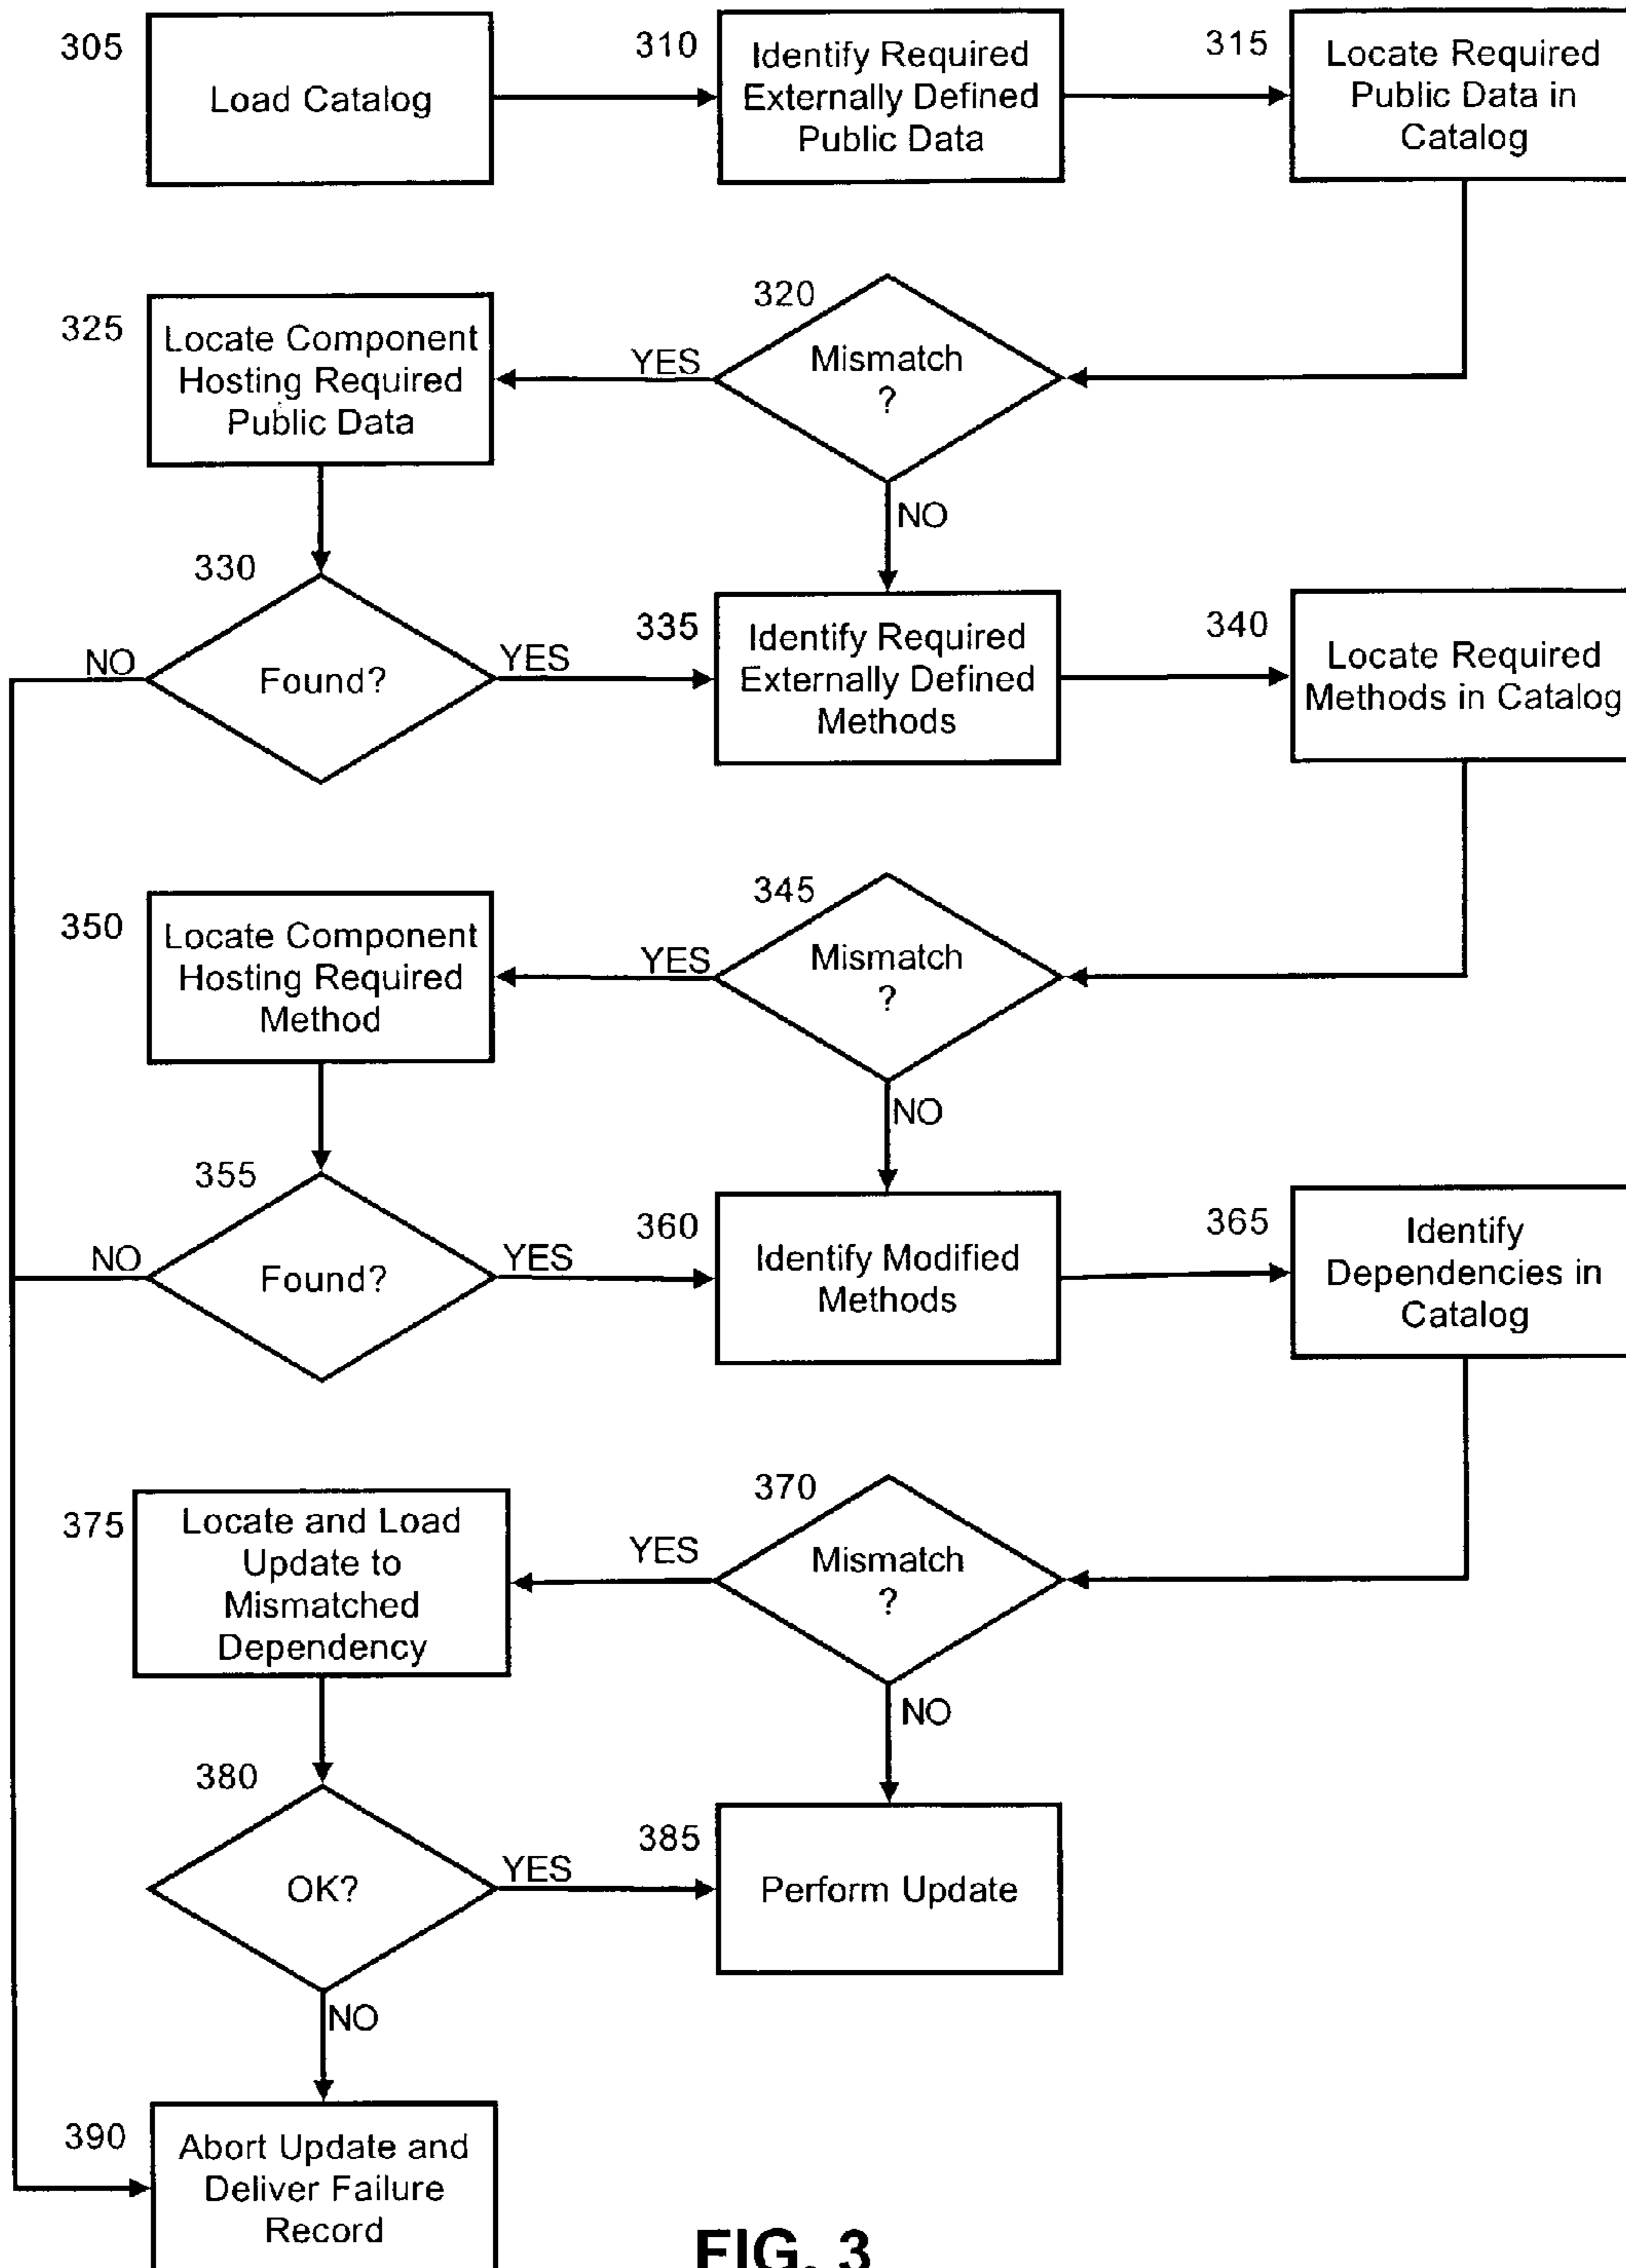 305
Load Catalog
310
Identify Required
Externally Defined
Public Data
315
Locate Required
Public Data in
Catalog
320
Mismatch
?
YES
NO
325
Locate Component
Hosting Required
Public Data
330
Found?
NO
YES
335
Identify Required
Externally Defined
Methods
340
Locate Required
Methods in Catalog
345
Mismatch
?
YES
NO
350
Locate Component
Hosting Required
Method
355
Found?
NO
YES
360
Identify Modified
Methods
365
Identify
Dependencies in
Catalog
370
Mismatch
?
YES
NO
375
Locate and Load
Update to
Mismatched
Dependency
380
OK?
YES
NO
385
Perform Update
390
Abort Update and
Deliver Failure
Record
FIG. 3